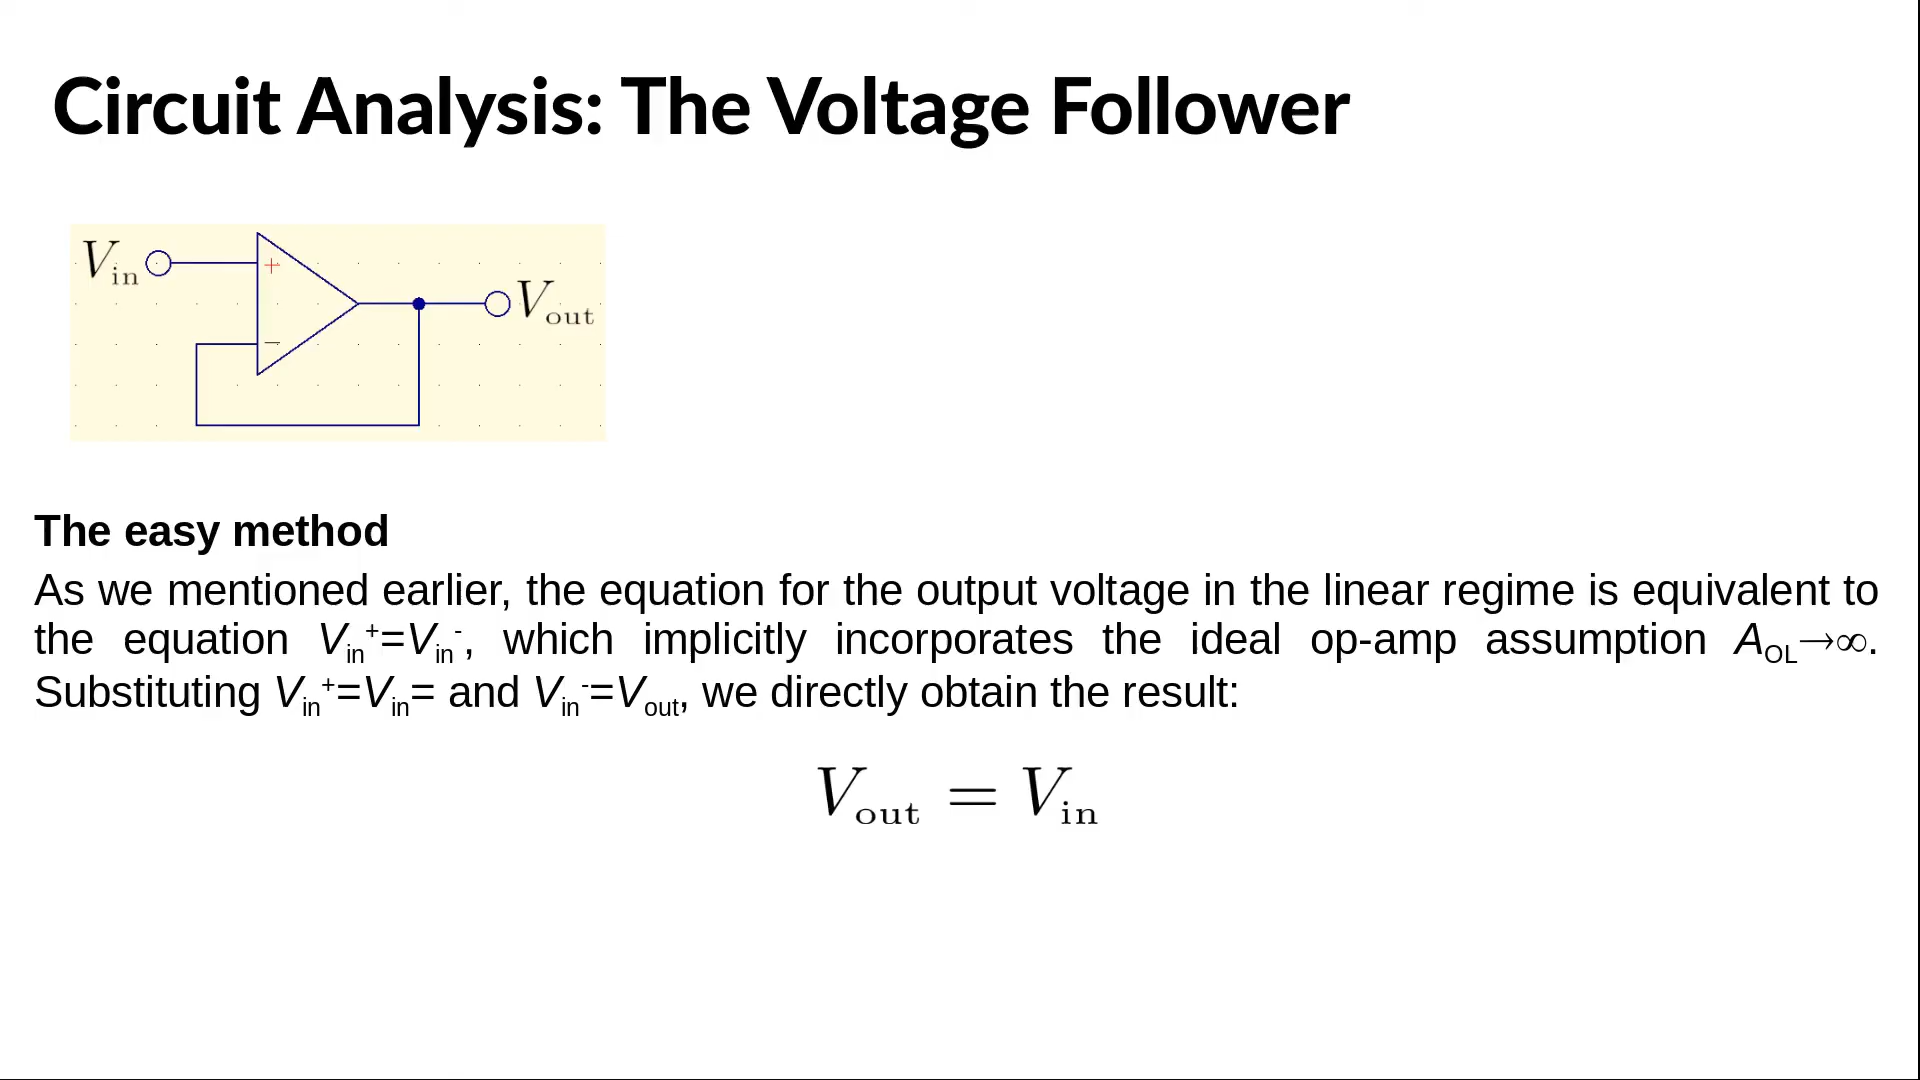 Circuit Analysis: The Voltage Follower
V_in
+
V_out
−
The easy method
As we mentioned earlier, the equation for the output voltage in the linear regime is equivalent to
the equation V_in^+=V_in^-, which implicitly incorporates the ideal op-amp assumption A_OL→∞.
Substituting V_in^+=V_in= and V_in^-=V_out, we directly obtain the result:
V_out = V_in